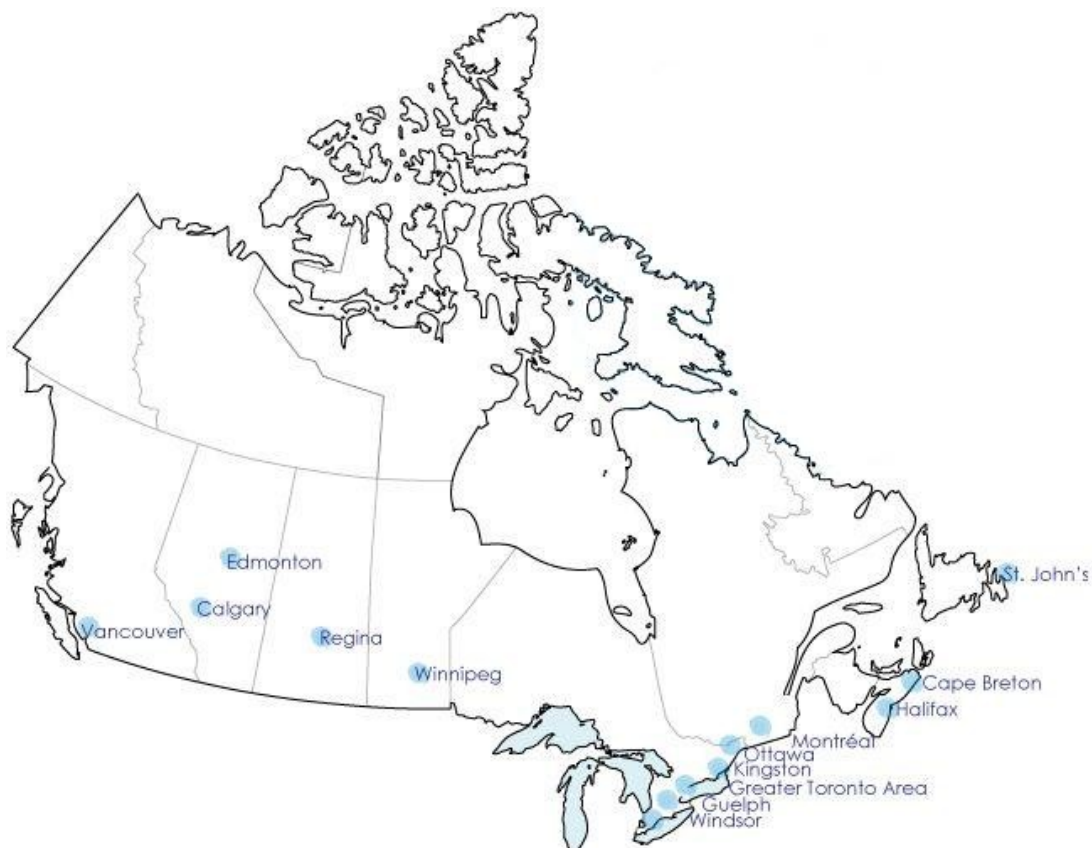 Edmonton
St. John's
Calgary
Vancouver
Regina
Winnipeg
Cape Breton
Halifax
Montréal
Ottawa
Kingston
Greater Toronto Area
Guelph
Windsor